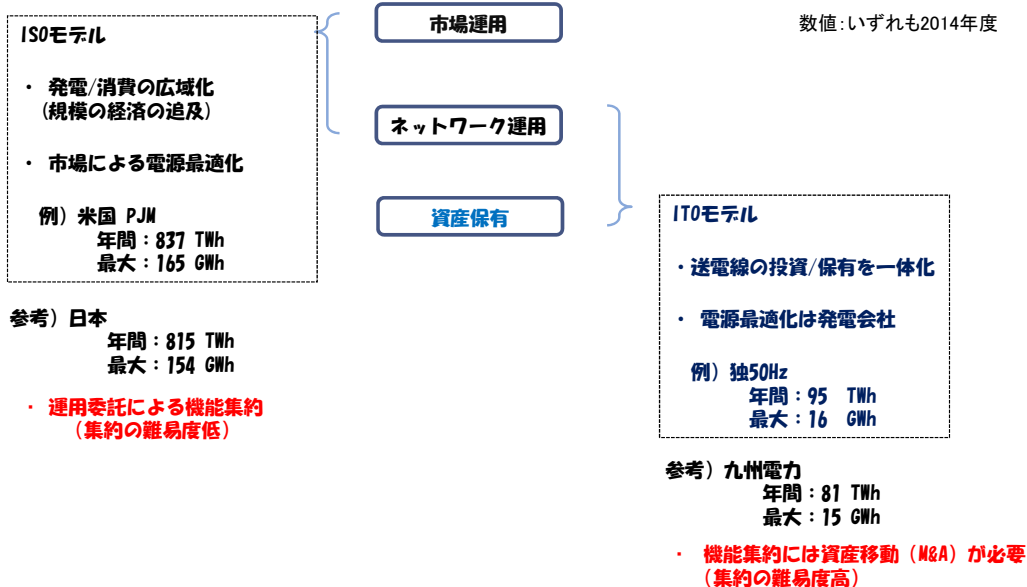 数値：いずれも2014年度
ISOモデル
・ 発電/消費の広域化
(規模の経済の追及)
・ 市場による電源最適化
例) 米国 PJM
年間：837 TWh
最大：165 GWh
参考) 日本
年間：815 TWh
最大：154 GWh
・ 運用委託による機能集約
(集約の難易度低)
市場運用
ネットワーク運用
資産保有
ITOモデル
・送電線の投資/保有を一体化
・ 電源最適化は発電会社
例) 独50Hz
年間：95 TWh
最大：16 GWh
参考) 九州電力
年間：81 TWh
最大：15 GWh
・ 機能集約には資産移動 (M&A) が必要
(集約の難易度高)